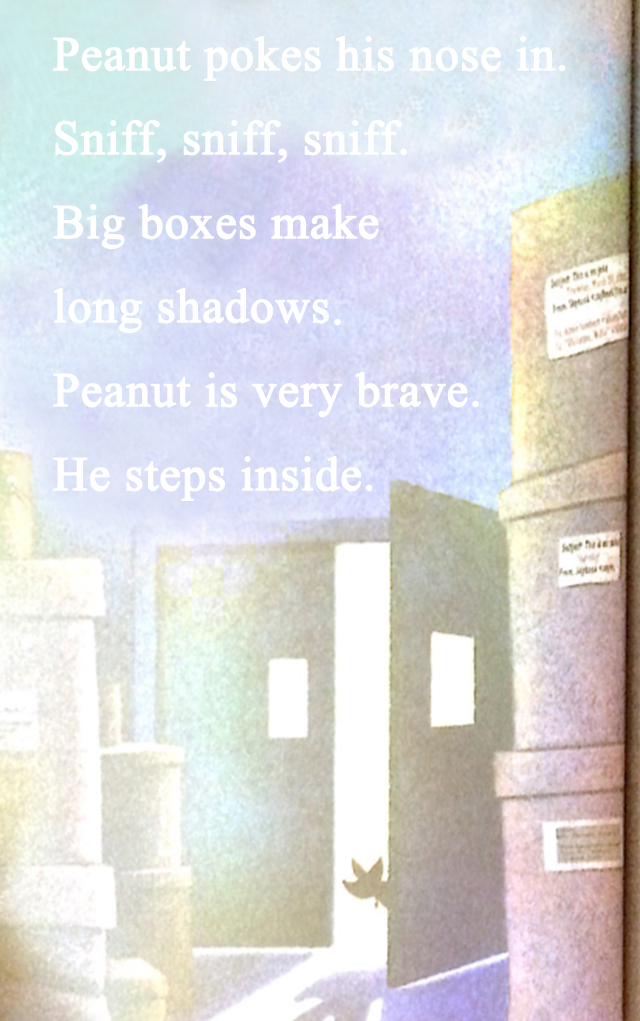 Peanut pokes his nose in.
Sniff, sniff, sniff.
Big boxes make
long shadows.
Peanut is very brave.
He steps inside.